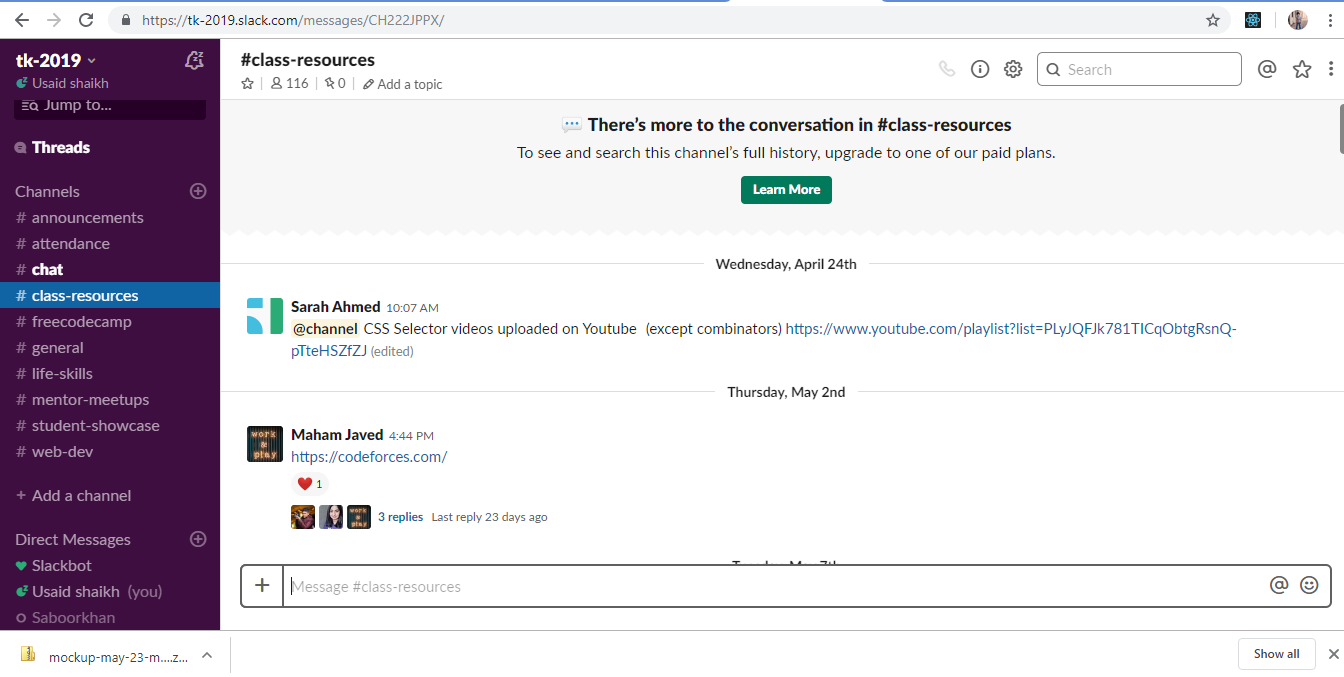 https://tk-2019.slack.com/messages/CH222JPPX/
tk-2019
Usaid shaikh
Jump to...
Threads
Channels
# announcements
# attendance
# chat
# class-resources
# freecodecamp
# general
# life-skills
# mentor-meetups
# student-showcase
# web-dev
+ Add a channel
Direct Messages
Slackbot
Usaid shaikh (you)
Saboorkhan
#class-resources
116
0
Add a topic
Search
There's more to the conversation in #class-resources
To see and search this channel's full history, upgrade to one of our paid plans.
Learn More
Wednesday, April 24th
Sarah Ahmed 10:07 AM
@channel CSS Selector videos uploaded on Youtube (except combinators) https://www.youtube.com/playlist?list=PLyJQFJk781TICqObtgRsnQ-
pTteHSZfZJ (edited)
Thursday, May 2nd
work
&
play
Maham Javed 4:44 PM
https://codeforces.com/
1
3 replies Last reply 23 days ago
Tuesday, May 7th
Message #class-resources
mockup-may-23-m....z...
Show all